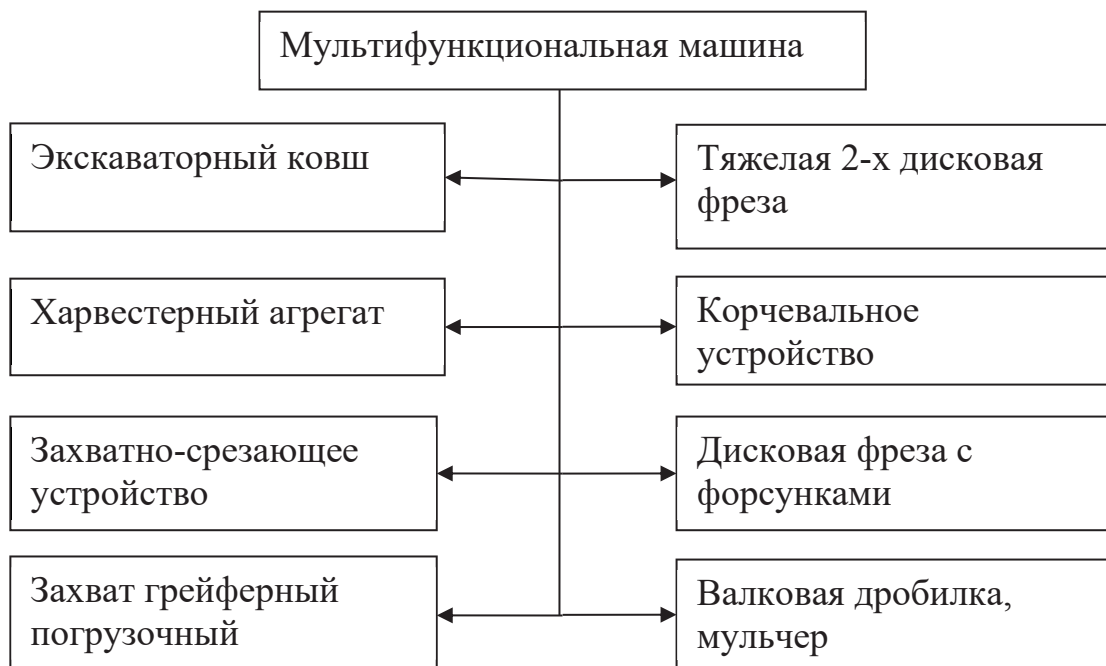 Мультифункциональная машина
Экскаваторный ковш
Тяжелая 2-х дисковая
фреза
Харвестерный агрегат
Корчевальное
устройство
Захватно-срезающее
устройство
Дисковая фреза с
форсунками
Захват грейферный
погрузочный
Валковая дробилка,
мульчер